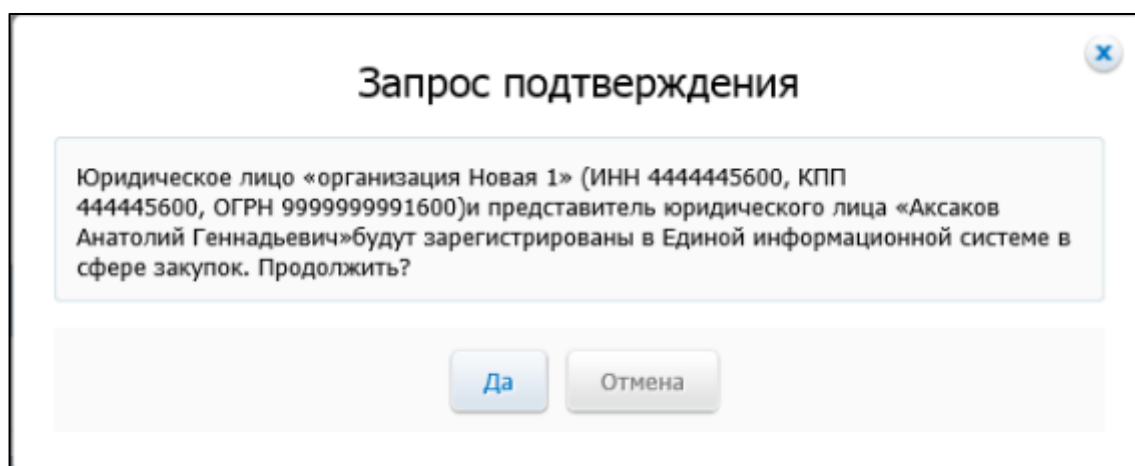 Запрос подтверждения
Юридическое лицо «организация Новая 1» (ИНН 4444445600, КПП
444445600, ОГРН 9999999991600)и представитель юридического лица «Аксаков
Анатолий Геннадьевич»будут зарегистрированы в Единой информационной системе в
сфере закупок. Продолжить?
Да
Отмена